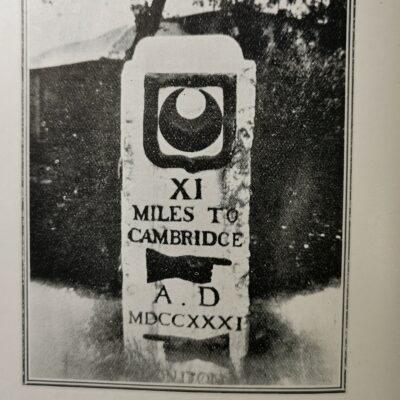 XI
MILES TO
CAMBRIDGE
A.D
MDCCXXXI